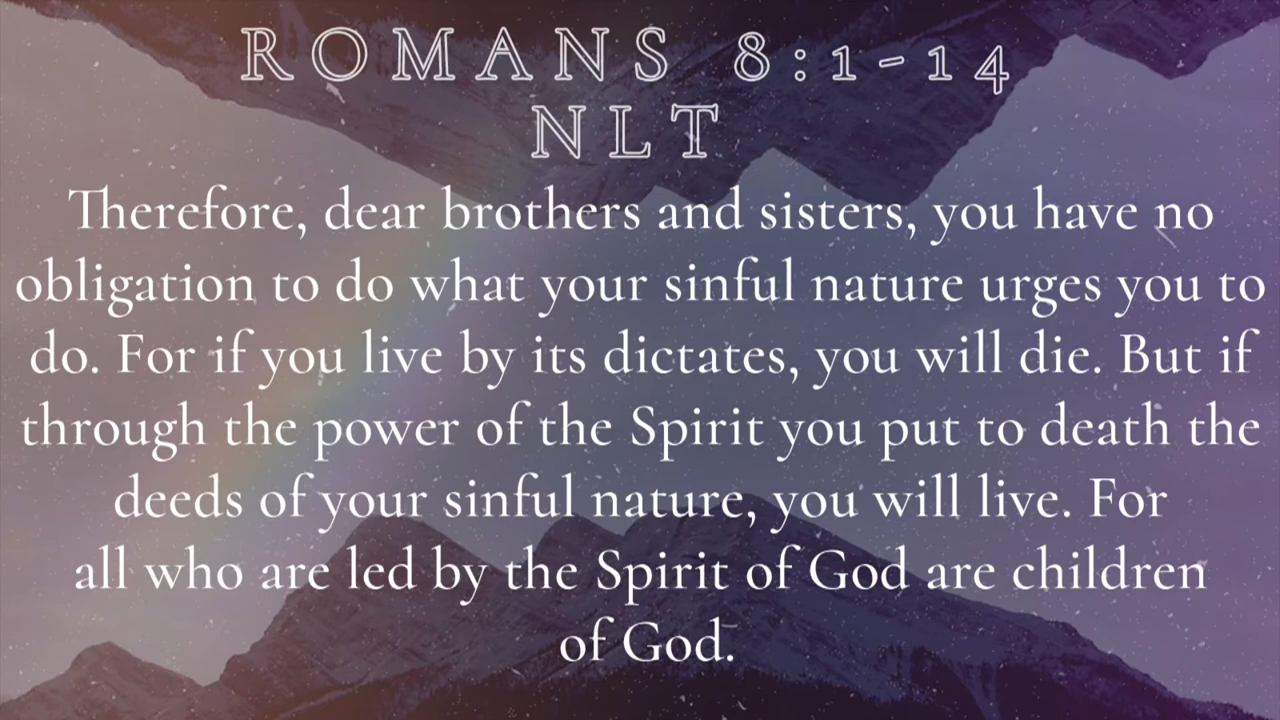 ROMANS 8:1-14
NLT
Therefore, dear brothers and sisters, you have no
obligation to do what your sinful nature urges you to
do. For if you live by its dictates, you will die. But if
through the power of the Spirit you put to death the
deeds of your sinful nature, you will live. For
all who are led by the Spirit of God are children
of God.